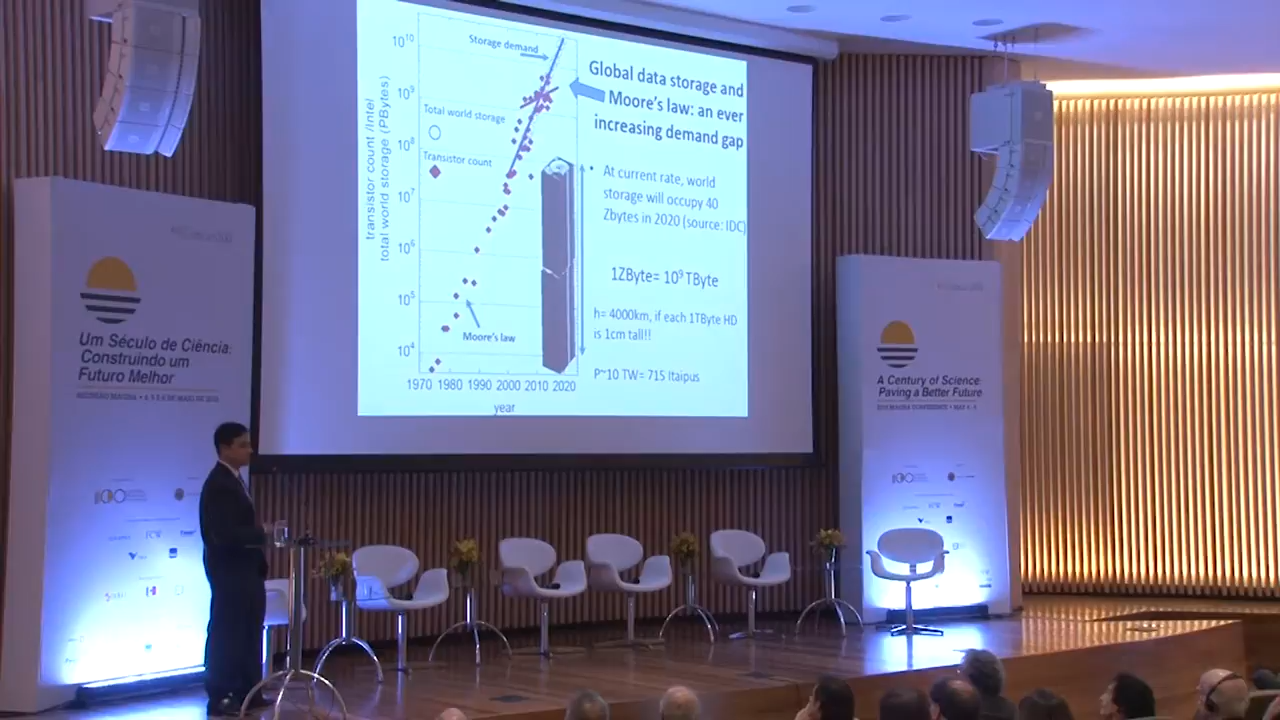 Storage demand
10¹⁰
10⁹
10⁸
10⁷
10⁶
10⁵
10⁴
transistor count /Intel
total world storage (PBytes)
Total world storage
Transistor count
Moore's law
1970 1980 1990 2000 2010 2020
year
Global data storage and
Moore's law: an ever
increasing demand gap
• At current rate, world
storage will occupy 40
Zbytes in 2020 (source: IDC)
1ZByte= 10⁹ TByte
h= 4000km, if each 1TByte HD
is 1cm tall!!
P~10 TW= 715 Itaipus
Um Século de Ciência:
Construindo um
Futuro Melhor
A Century of Science:
Paving a Better Future